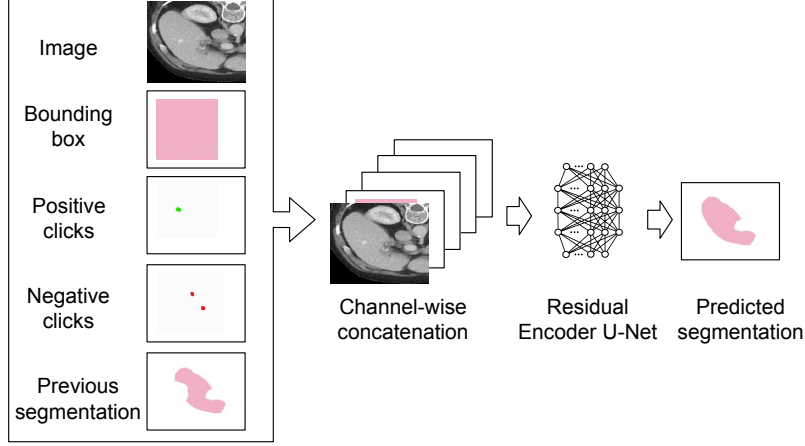 Image
Bounding
box
Positive
clicks
Negative
clicks
Previous
segmentation
Channel-wise
concatenation
Residual
Encoder U-Net
Predicted
segmentation